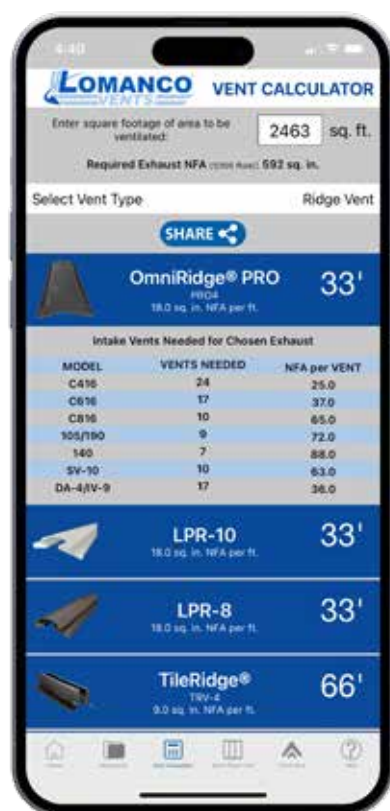 4:40
LOMANCO
VENTS
VENT CALCULATOR
Enter square footage of area to be
ventilated:
2463 sq. ft.
Required Exhaust NFA (1/300 Rule): 592 sq. in.
Select Vent Type Ridge Vent
SHARE
OmniRidge® PRO 33'
PRO4
18.0 sq. in. NFA per ft.
Intake Vents Needed for Chosen Exhaust
MODEL VENTS NEEDED NFA per VENT
C416 24 25.0
C616 17 37.0
C816 10 65.0
105/190 9 72.0
140 7 88.0
SV-10 10 63.0
DA-4/IV-9 17 36.0
LPR-10 33'
18.0 sq. in. NFA per ft.
LPR-8 33'
18.0 sq. in. NFA per ft.
TileRidge® 66'
TRV-4
9.0 sq. in. NFA per ft.